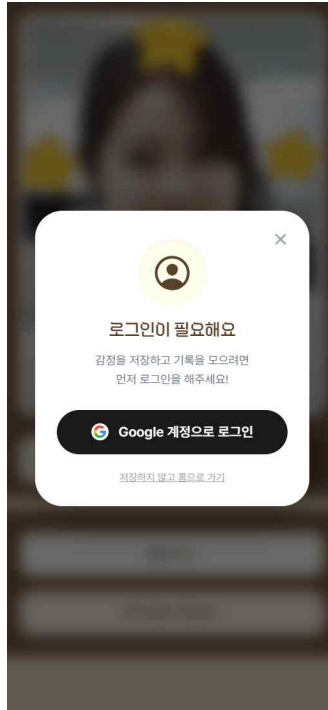 로그인이 필요해요
감정을 저장하고 기록을 모으려면
먼저 로그인을 해주세요!
Google 계정으로 로그인
저장하지 않고 홈으로 가기